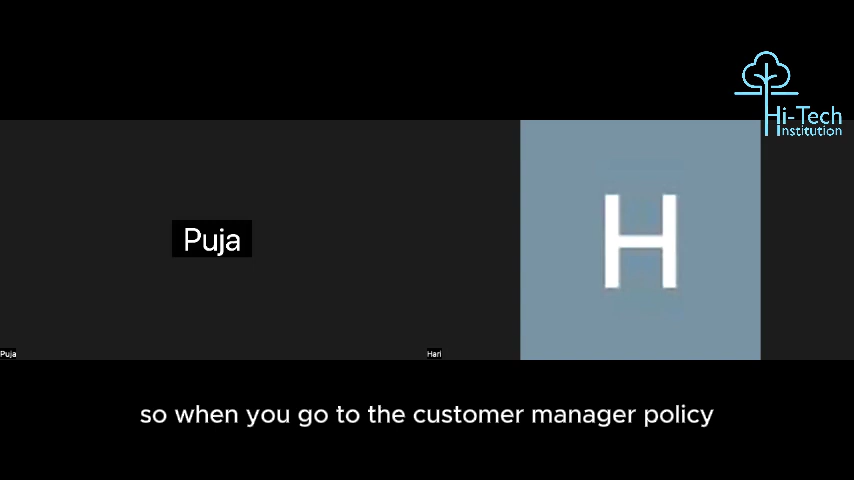 Hi-Tech
Institution
Puja
H
Puja
Hari
so when you go to the customer manager policy